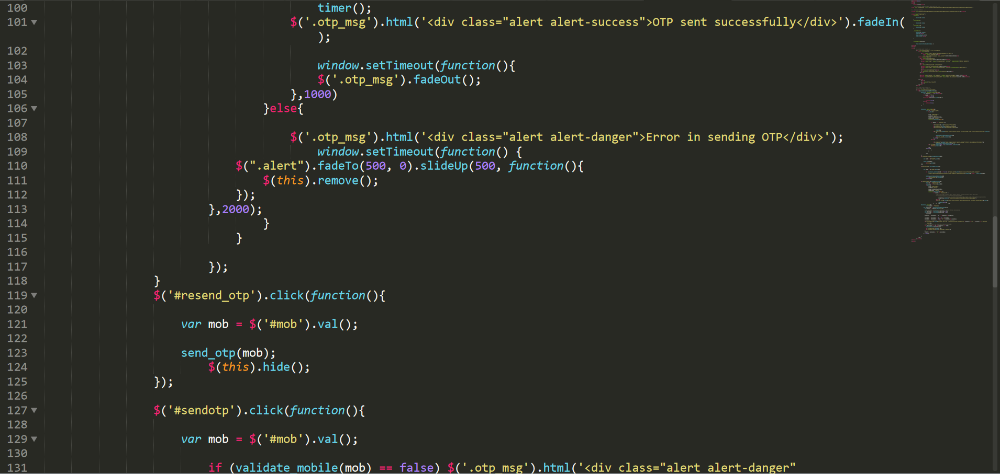 100 timer();
101 $('.otp_msg').html('<div class="alert alert-success">OTP sent successfully</div>').fadeIn(
);
102
103 window.setTimeout(function(){
104 $('.otp_msg').fadeOut();
105 },1000)
106 }else{
107
108 $('.otp_msg').html('<div class="alert alert-danger">Error in sending OTP</div>');
109 window.setTimeout(function() {
110 $(".alert").fadeTo(500, 0).slideUp(500, function(){
111 $(this).remove();
112 });
113 },2000);
114 }
115 }
116
117 });
118 }
119 $('#resend_otp').click(function(){
120
121 var mob = $('#mob').val();
122
123 send_otp(mob);
124 $(this).hide();
125 });
126
127 $('#sendotp').click(function(){
128
129 var mob = $('#mob').val();
130
131 if (validate_mobile(mob) == false) $('.otp_msg').html('<div class="alert alert-danger"